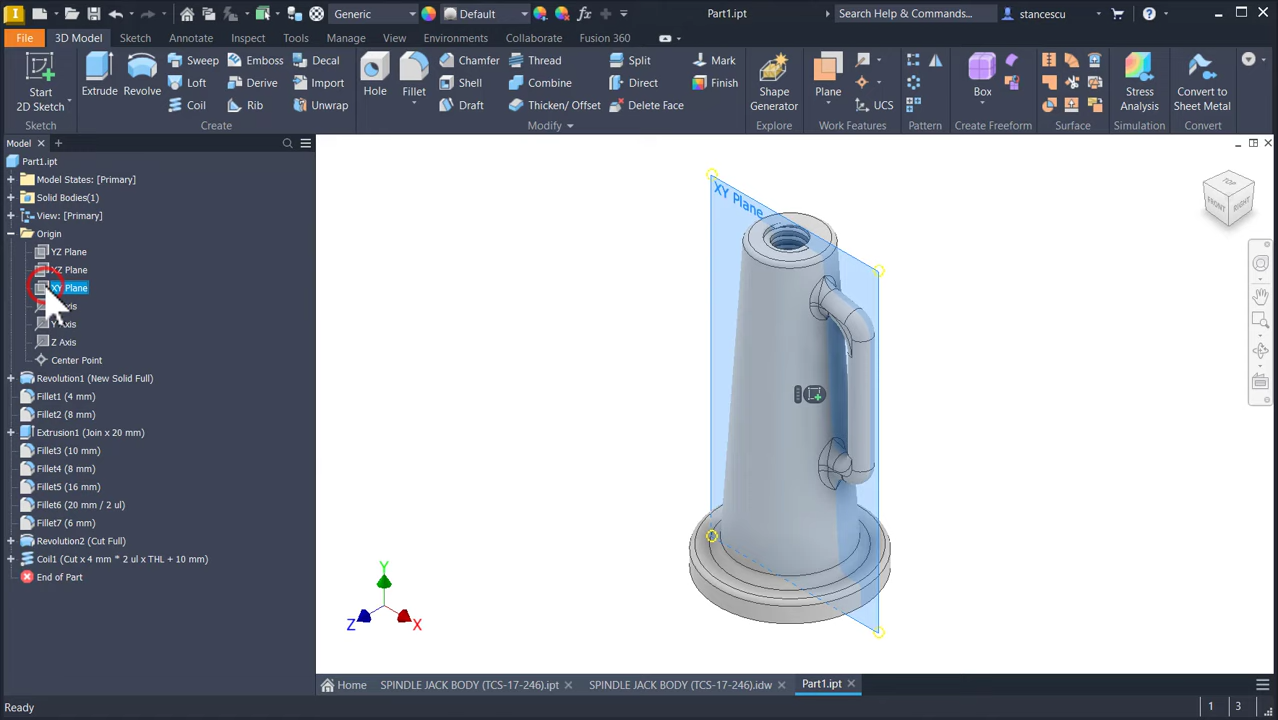 Generic
Default
Part1.ipt
Search Help & Commands...
stancescu
File
3D Model
Sketch
Annotate
Inspect
Tools
Manage
View
Environments
Collaborate
Fusion 360
Start
2D Sketch
Sketch
Extrude
Revolve
Sweep
Emboss
Decal
Loft
Derive
Import
Coil
Rib
Unwrap
Create
Hole
Fillet
Chamfer
Thread
Split
Mark
Shell
Combine
Direct
Finish
Draft
Thicken/ Offset
Delete Face
Modify
Shape
Generator
Explore
Plane
UCS
Work Features
Pattern
Box
Create Freeform
Surface
Stress
Analysis
Simulation
Convert to
Sheet Metal
Convert
Model
Part1.ipt
Model States: [Primary]
Solid Bodies(1)
View: [Primary]
Origin
YZ Plane
XZ Plane
XY Plane
Axis
Y Axis
Z Axis
Center Point
Revolution1 (New Solid Full)
Fillet1 (4 mm)
Fillet2 (8 mm)
Extrusion1 (Join x 20 mm)
Fillet3 (10 mm)
Fillet4 (8 mm)
Fillet5 (16 mm)
Fillet6 (20 mm / 2 ul)
Fillet7 (6 mm)
Revolution2 (Cut Full)
Coil1 (Cut x 4 mm * 2 ul x THL + 10 mm)
End of Part
XY Plane
TOP
FRONT
RIGHT
Y
Z
X
Home
SPINDLE JACK BODY (TCS-17-246).ipt
SPINDLE JACK BODY (TCS-17-246).idw
Part1.ipt
Ready
1
3